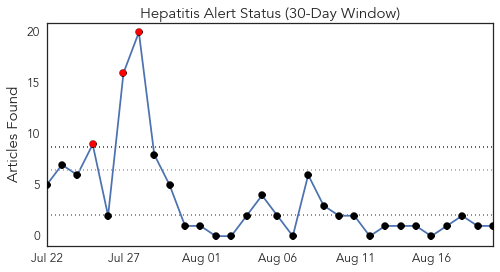 Hepatitis Alert Status (30-Day Window)
20
15
10
5
0
Articles Found
Jul 22 Jul 27 Aug 01 Aug 06 Aug 11 Aug 16